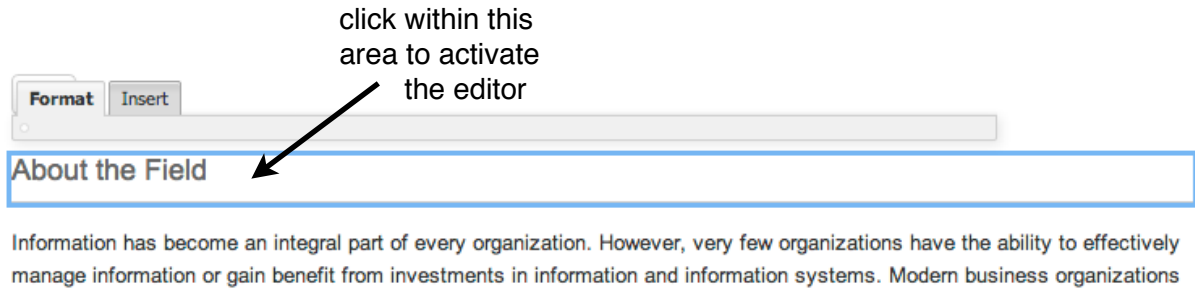 click within this
area to activate
the editor
Format Insert
About the Field
Information has become an integral part of every organization. However, very few organizations have the ability to effectively
manage information or gain benefit from investments in information and information systems. Modern business organizations